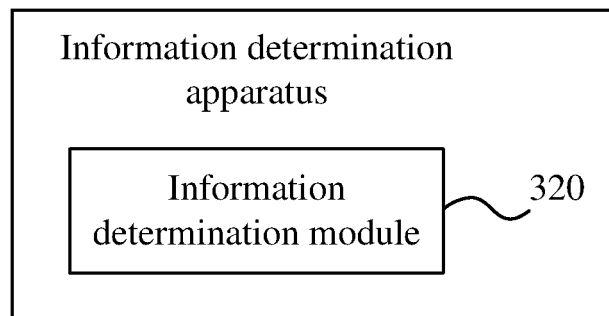 Information determination
apparatus
Information
determination module
320